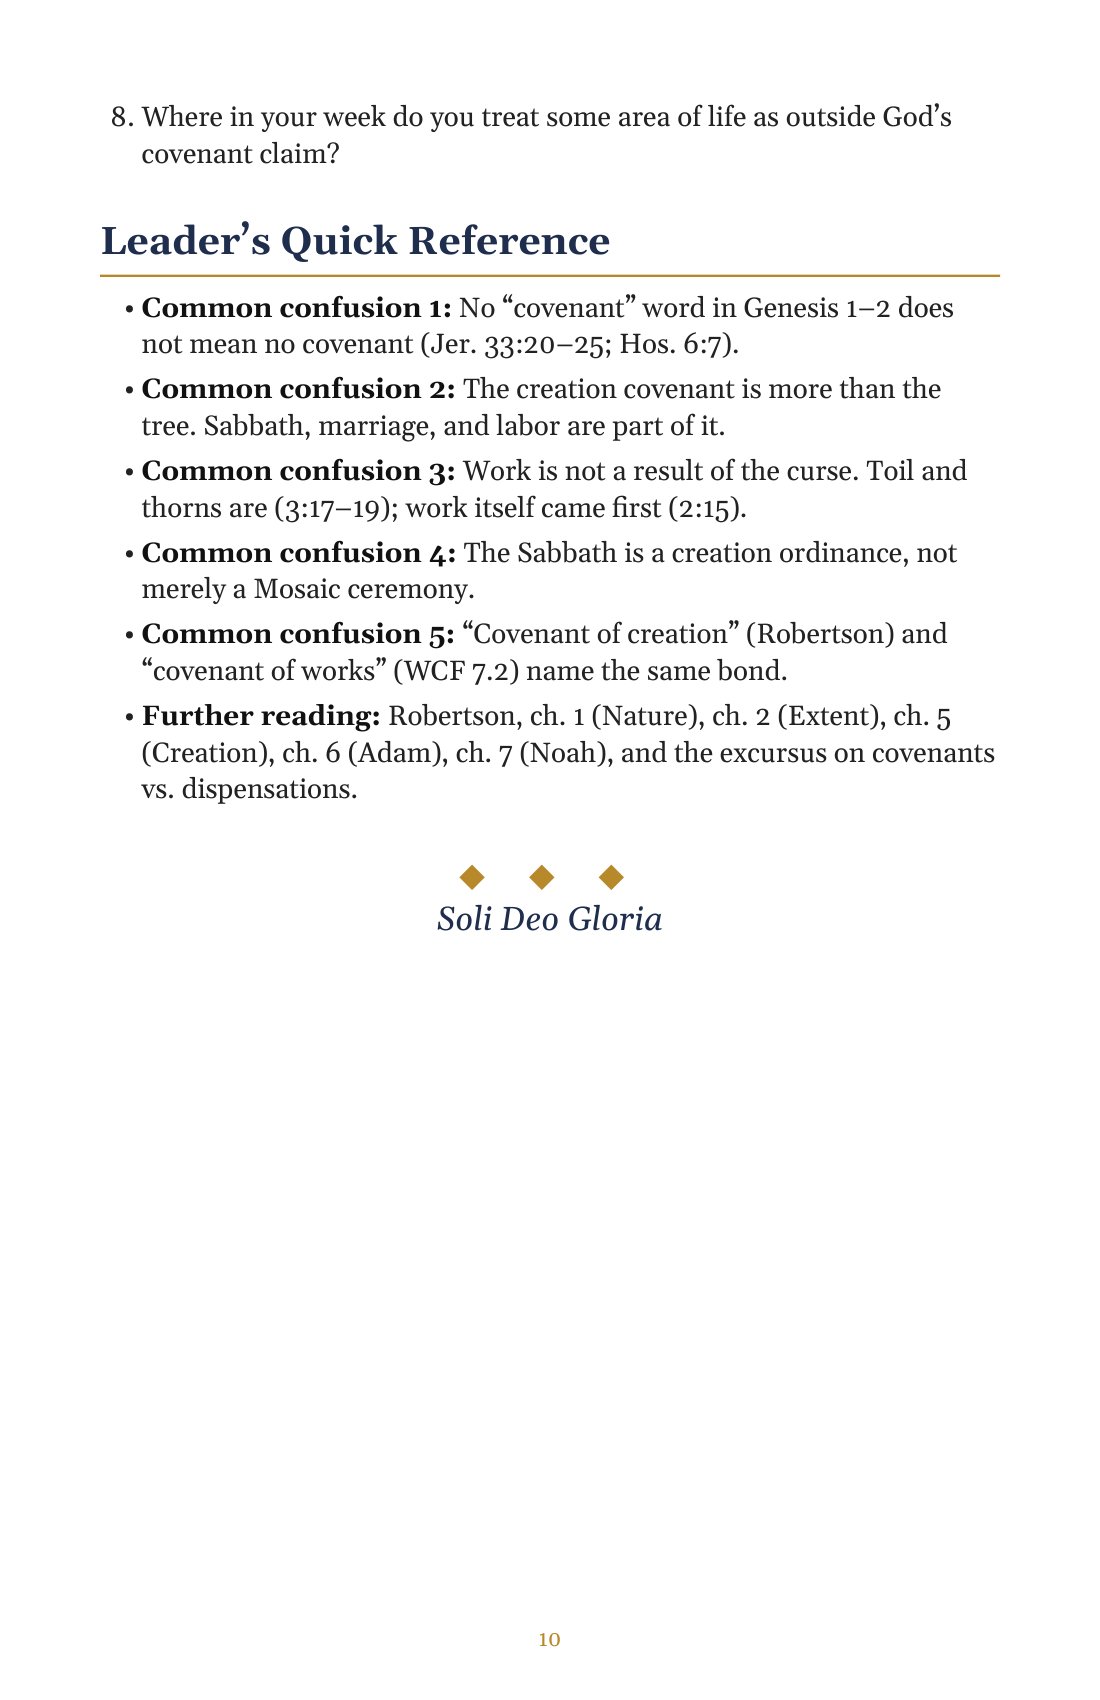 8. Where in your week do you treat some area of life as outside God’s
covenant claim?
Leader’s Quick Reference
• Common confusion 1: No “covenant” word in Genesis 1–2 does
not mean no covenant (Jer. 33:20–25; Hos. 6:7).
• Common confusion 2: The creation covenant is more than the
tree. Sabbath, marriage, and labor are part of it.
• Common confusion 3: Work is not a result of the curse. Toil and
thorns are (3:17–19); work itself came first (2:15).
• Common confusion 4: The Sabbath is a creation ordinance, not
merely a Mosaic ceremony.
• Common confusion 5: “Covenant of creation” (Robertson) and
“covenant of works” (WCF 7.2) name the same bond.
• Further reading: Robertson, ch. 1 (Nature), ch. 2 (Extent), ch. 5
(Creation), ch. 6 (Adam), ch. 7 (Noah), and the excursus on covenants
vs. dispensations.
◆ ◆ ◆
Soli Deo Gloria
10